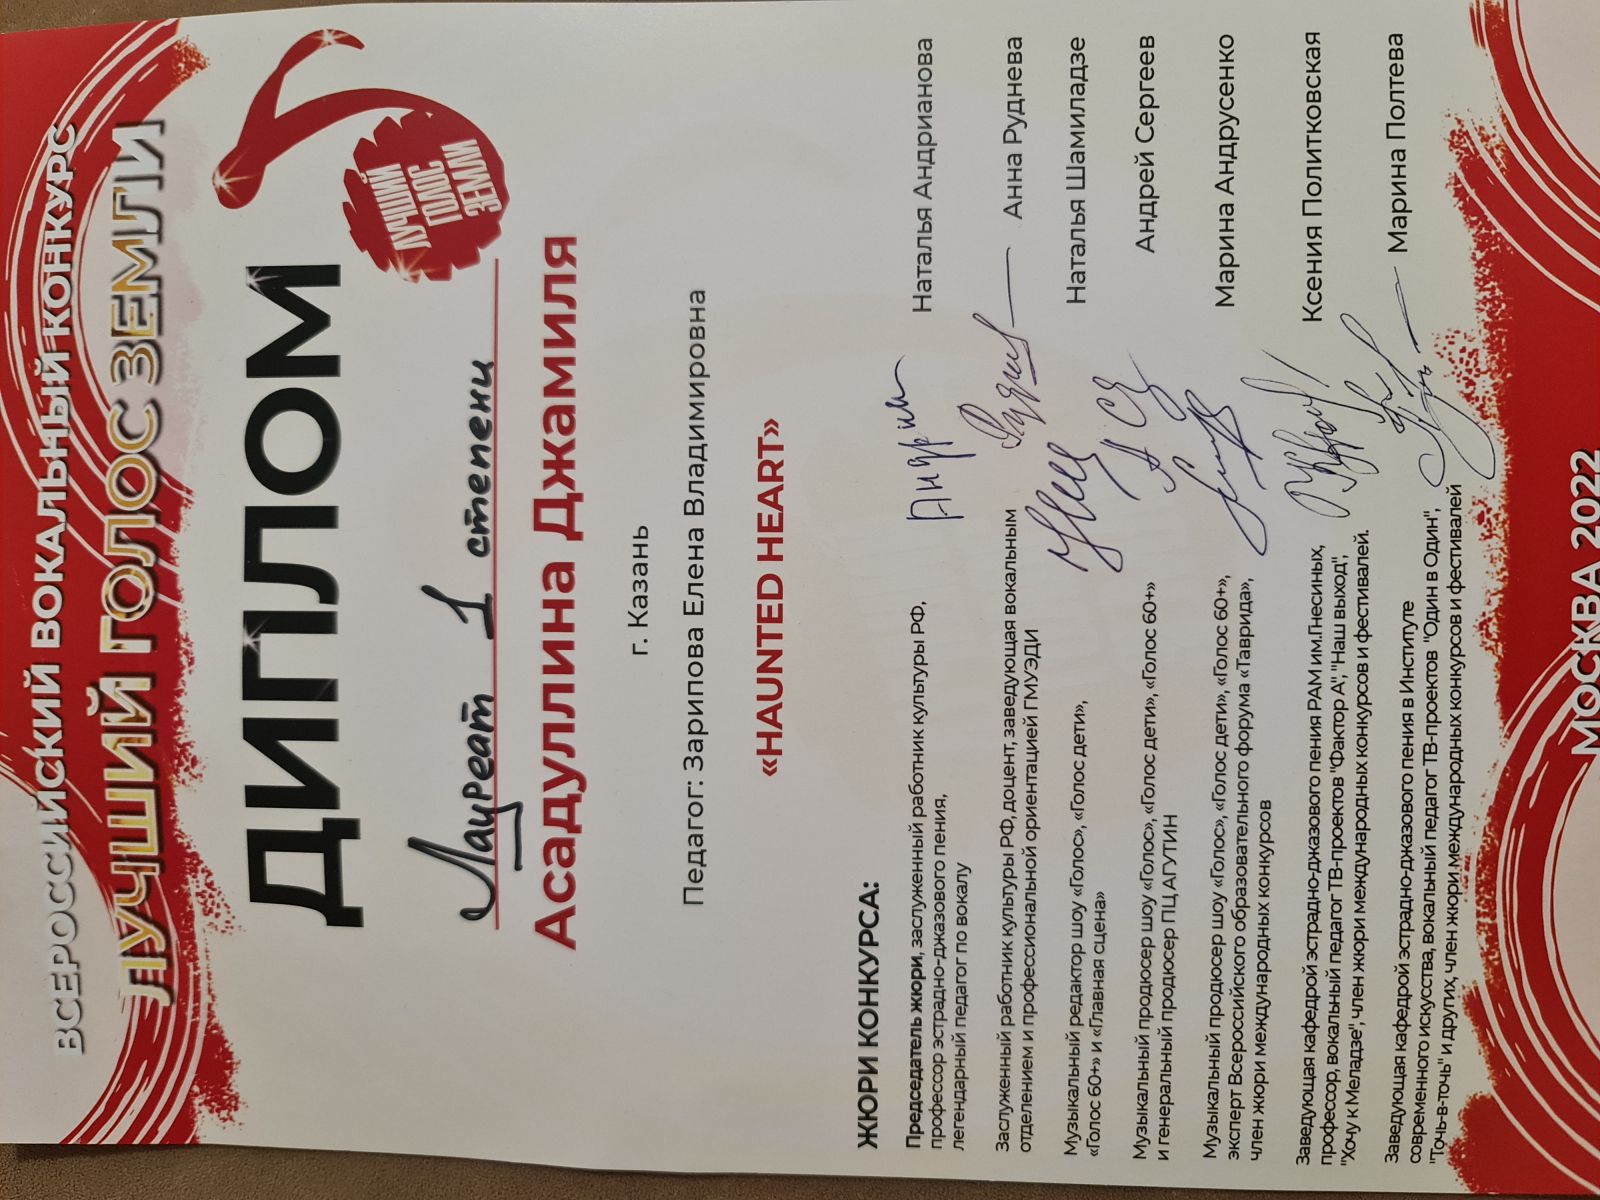 ВСЕРОССИЙСКИЙ ВОКАЛЬНЫЙ КОНКУРС
ЛУЧШИЙ ГОЛОС ЗЕМЛИ
ДИПЛОМ
ЛУЧШИЙ
ГОЛОС
ЗЕМЛИ
Лауреат 1 степени
Асадуллина Джамиля
г. Казань
Педагог: Зарипова Елена Владимировна
«HAUNTED HEART»
ЖЮРИ КОНКУРСА:
Председатель жюри, заслуженный работник культуры РФ,
профессор эстрадно-джазового пения,
легендарный педагог по вокалу
Наталья Андрианова
Заслуженный работник культуры РФ, доцент, заведующая вокальным
отделением и профессиональной ориентацией ГМУЭДИ
Анна Руднева
Музыкальный редактор шоу «Голос», «Голос дети»,
«Голос 60+» и «Главная сцена»
Наталья Шамиладзе
Музыкальный продюсер шоу «Голос», «Голос дети», «Голос 60+»
и генеральный продюсер ПЦ АГУТИН
Андрей Сергеев
Музыкальный продюсер шоу «Голос», «Голос дети», «Голос 60+»,
эксперт Всероссийского образовательного форума «Таврида»,
член жюри международных конкурсов
Марина Андрусенко
Заведующая кафедрой эстрадно-джазового пения РАМ им.Гнесиных,
профессор, вокальный педагог ТВ-проектов "Фактор А", "Наш выход",
"Хочу к Меладзе", член жюри международных конкурсов и фестивалей.
Ксения Политковская
Заведующая кафедрой эстрадно-джазового пения в Институте
современного искусства, вокальный педагог ТВ-проектов "Один в Один",
"Точь-в-точь" и других, член жюри международных конкурсов и фестивалей
Марина Полтева
МОСКВА 2022